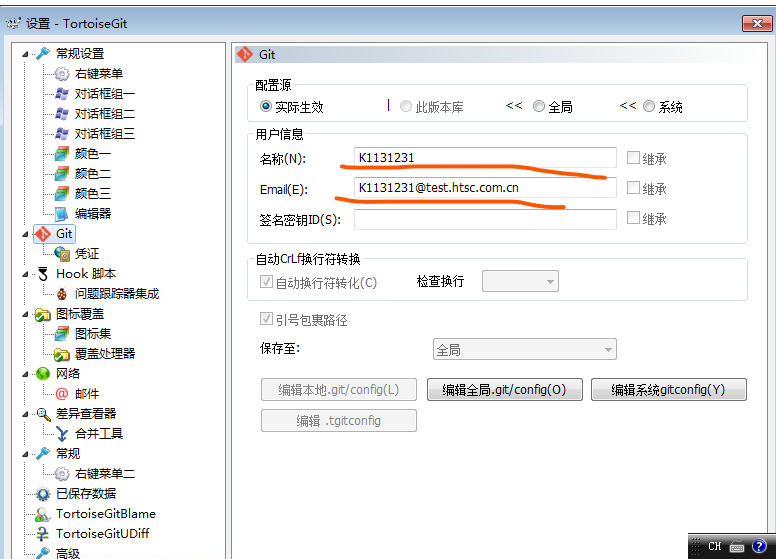 设置 - TortoiseGit
常规设置
右键菜单
对话框组一
对话框组二
对话框组三
颜色一
颜色二
颜色三
编辑器
Git
凭证
Hook 脚本
问题跟踪器集成
图标覆盖
图标集
覆盖处理器
网络
邮件
差异查看器
合并工具
常规
右键菜单二
已保存数据
TortoiseGitBlame
TortoiseGitUDiff
高级
Git
配置源
实际生效 | 此版本库 << 全局 << 系统
用户信息
名称(N): K1131231 继承
Email(E): K1131231@test.htsc.com.cn 继承
签名密钥ID(S): 继承
自动CrLf换行符转换
自动换行符转化(C) 检查换行
引号包裹路径
保存至: 全局
编辑本地.git/config(L) 编辑全局.git/config(O) 编辑系统gitconfig(Y)
编辑 .tgitconfig
CH